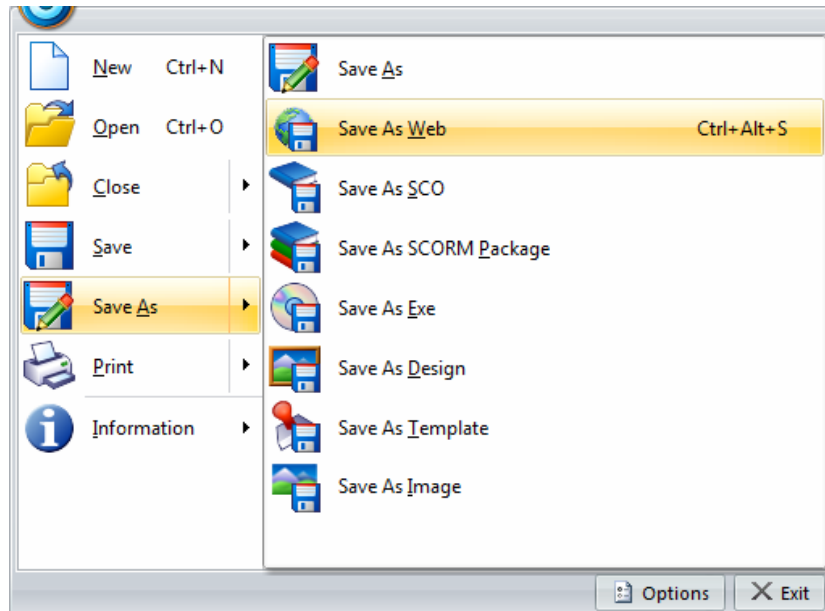 New Ctrl+N
Open Ctrl+O
Close
Save
Save As
Print
Information
Save As
Save As Web Ctrl+Alt+S
Save As SCO
Save As SCORM Package
Save As Exe
Save As Design
Save As Template
Save As Image
Options
Exit